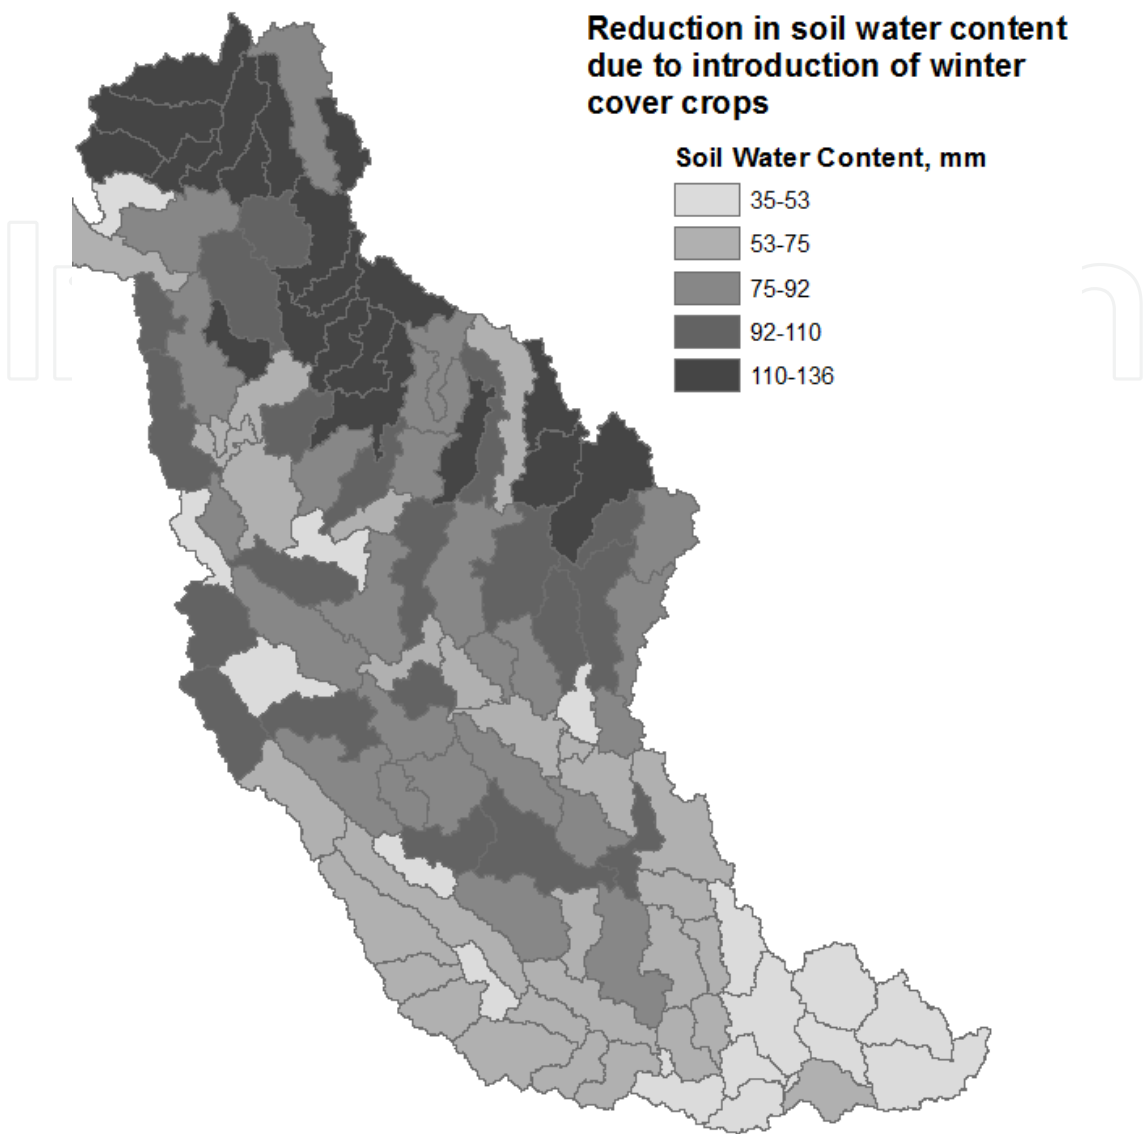 Reduction in soil water content
due to introduction of winter
cover crops
Soil Water Content, mm
35-53
53-75
75-92
92-110
110-136